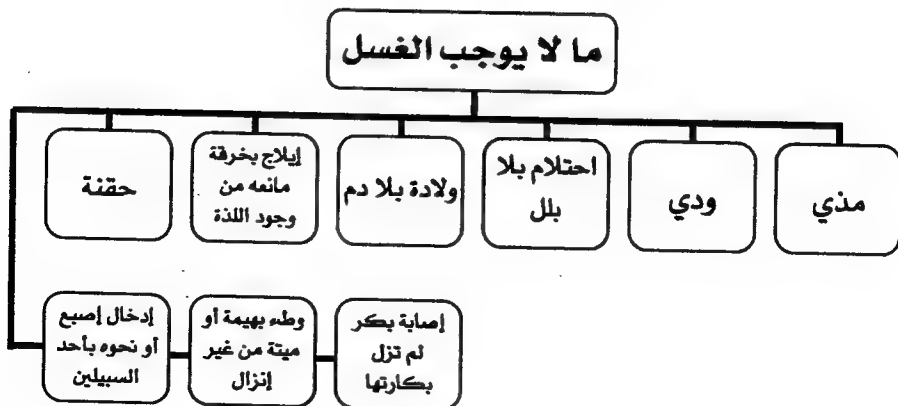 ما لا يوجب الغسل
مذي
ودي
احتلام بلا
بلل
ولادة بلا دم
إيلاج بخرقة
مانعه من
وجود اللذة
حقنة
إصابة بكر
لم تزل
بكارتها
وطء بهيمة أو
ميتة من غير
إنزال
إدخال إصبع
أو نحوه بأحد
السبيلين